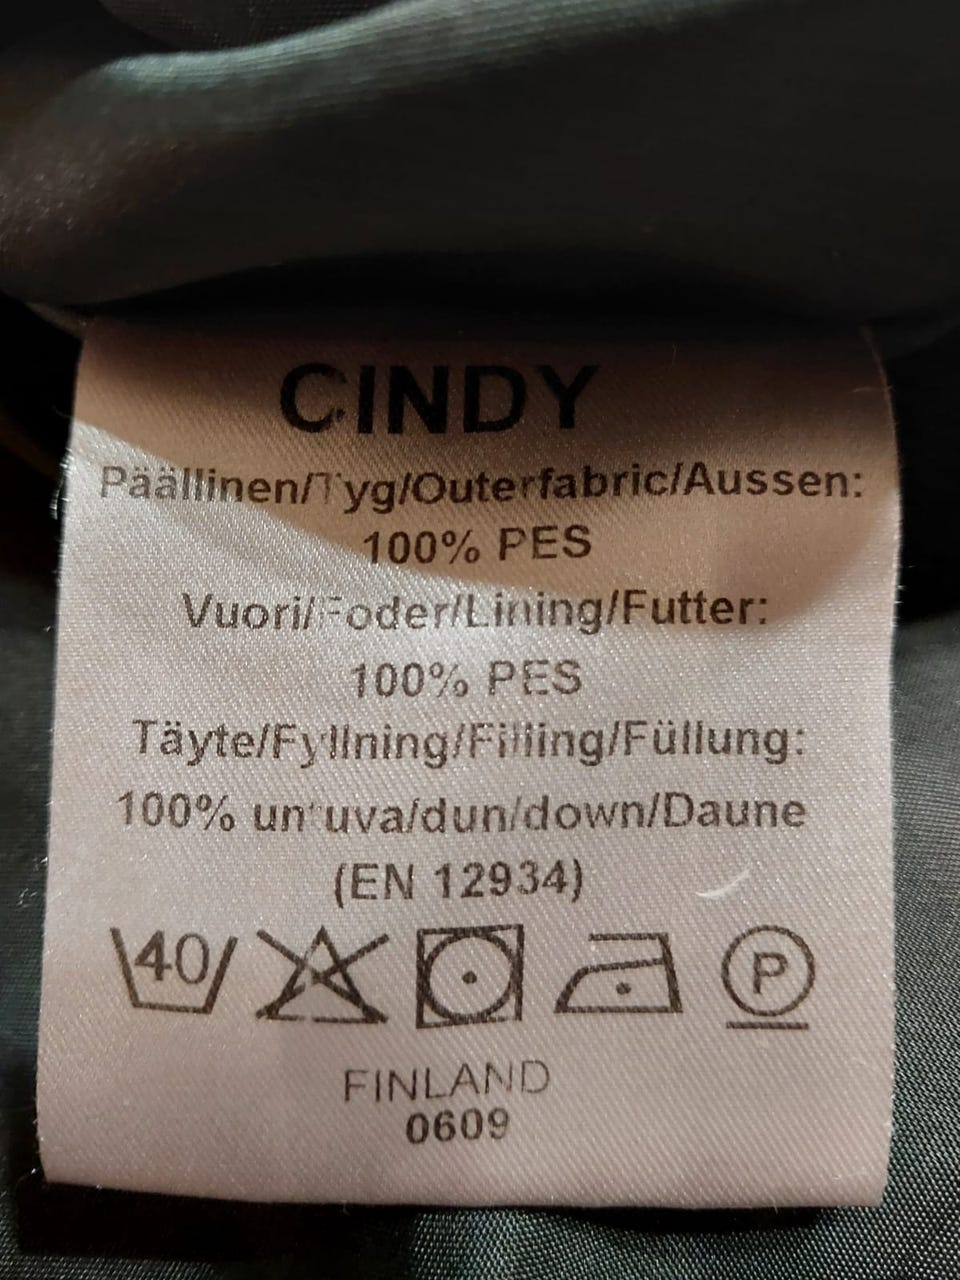 CINDY
Päällinen/Tyg/Outerfabric/Aussen:
100% PES
Vuori/Foder/Lining/Futter:
100% PES
Täyte/Fyllning/Filling/Füllung:
100% untuva/dun/down/Daune
(EN 12934)
40 P
FINLAND
0609